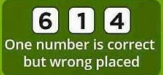 6 1 4
One number is correct
but wrong placed